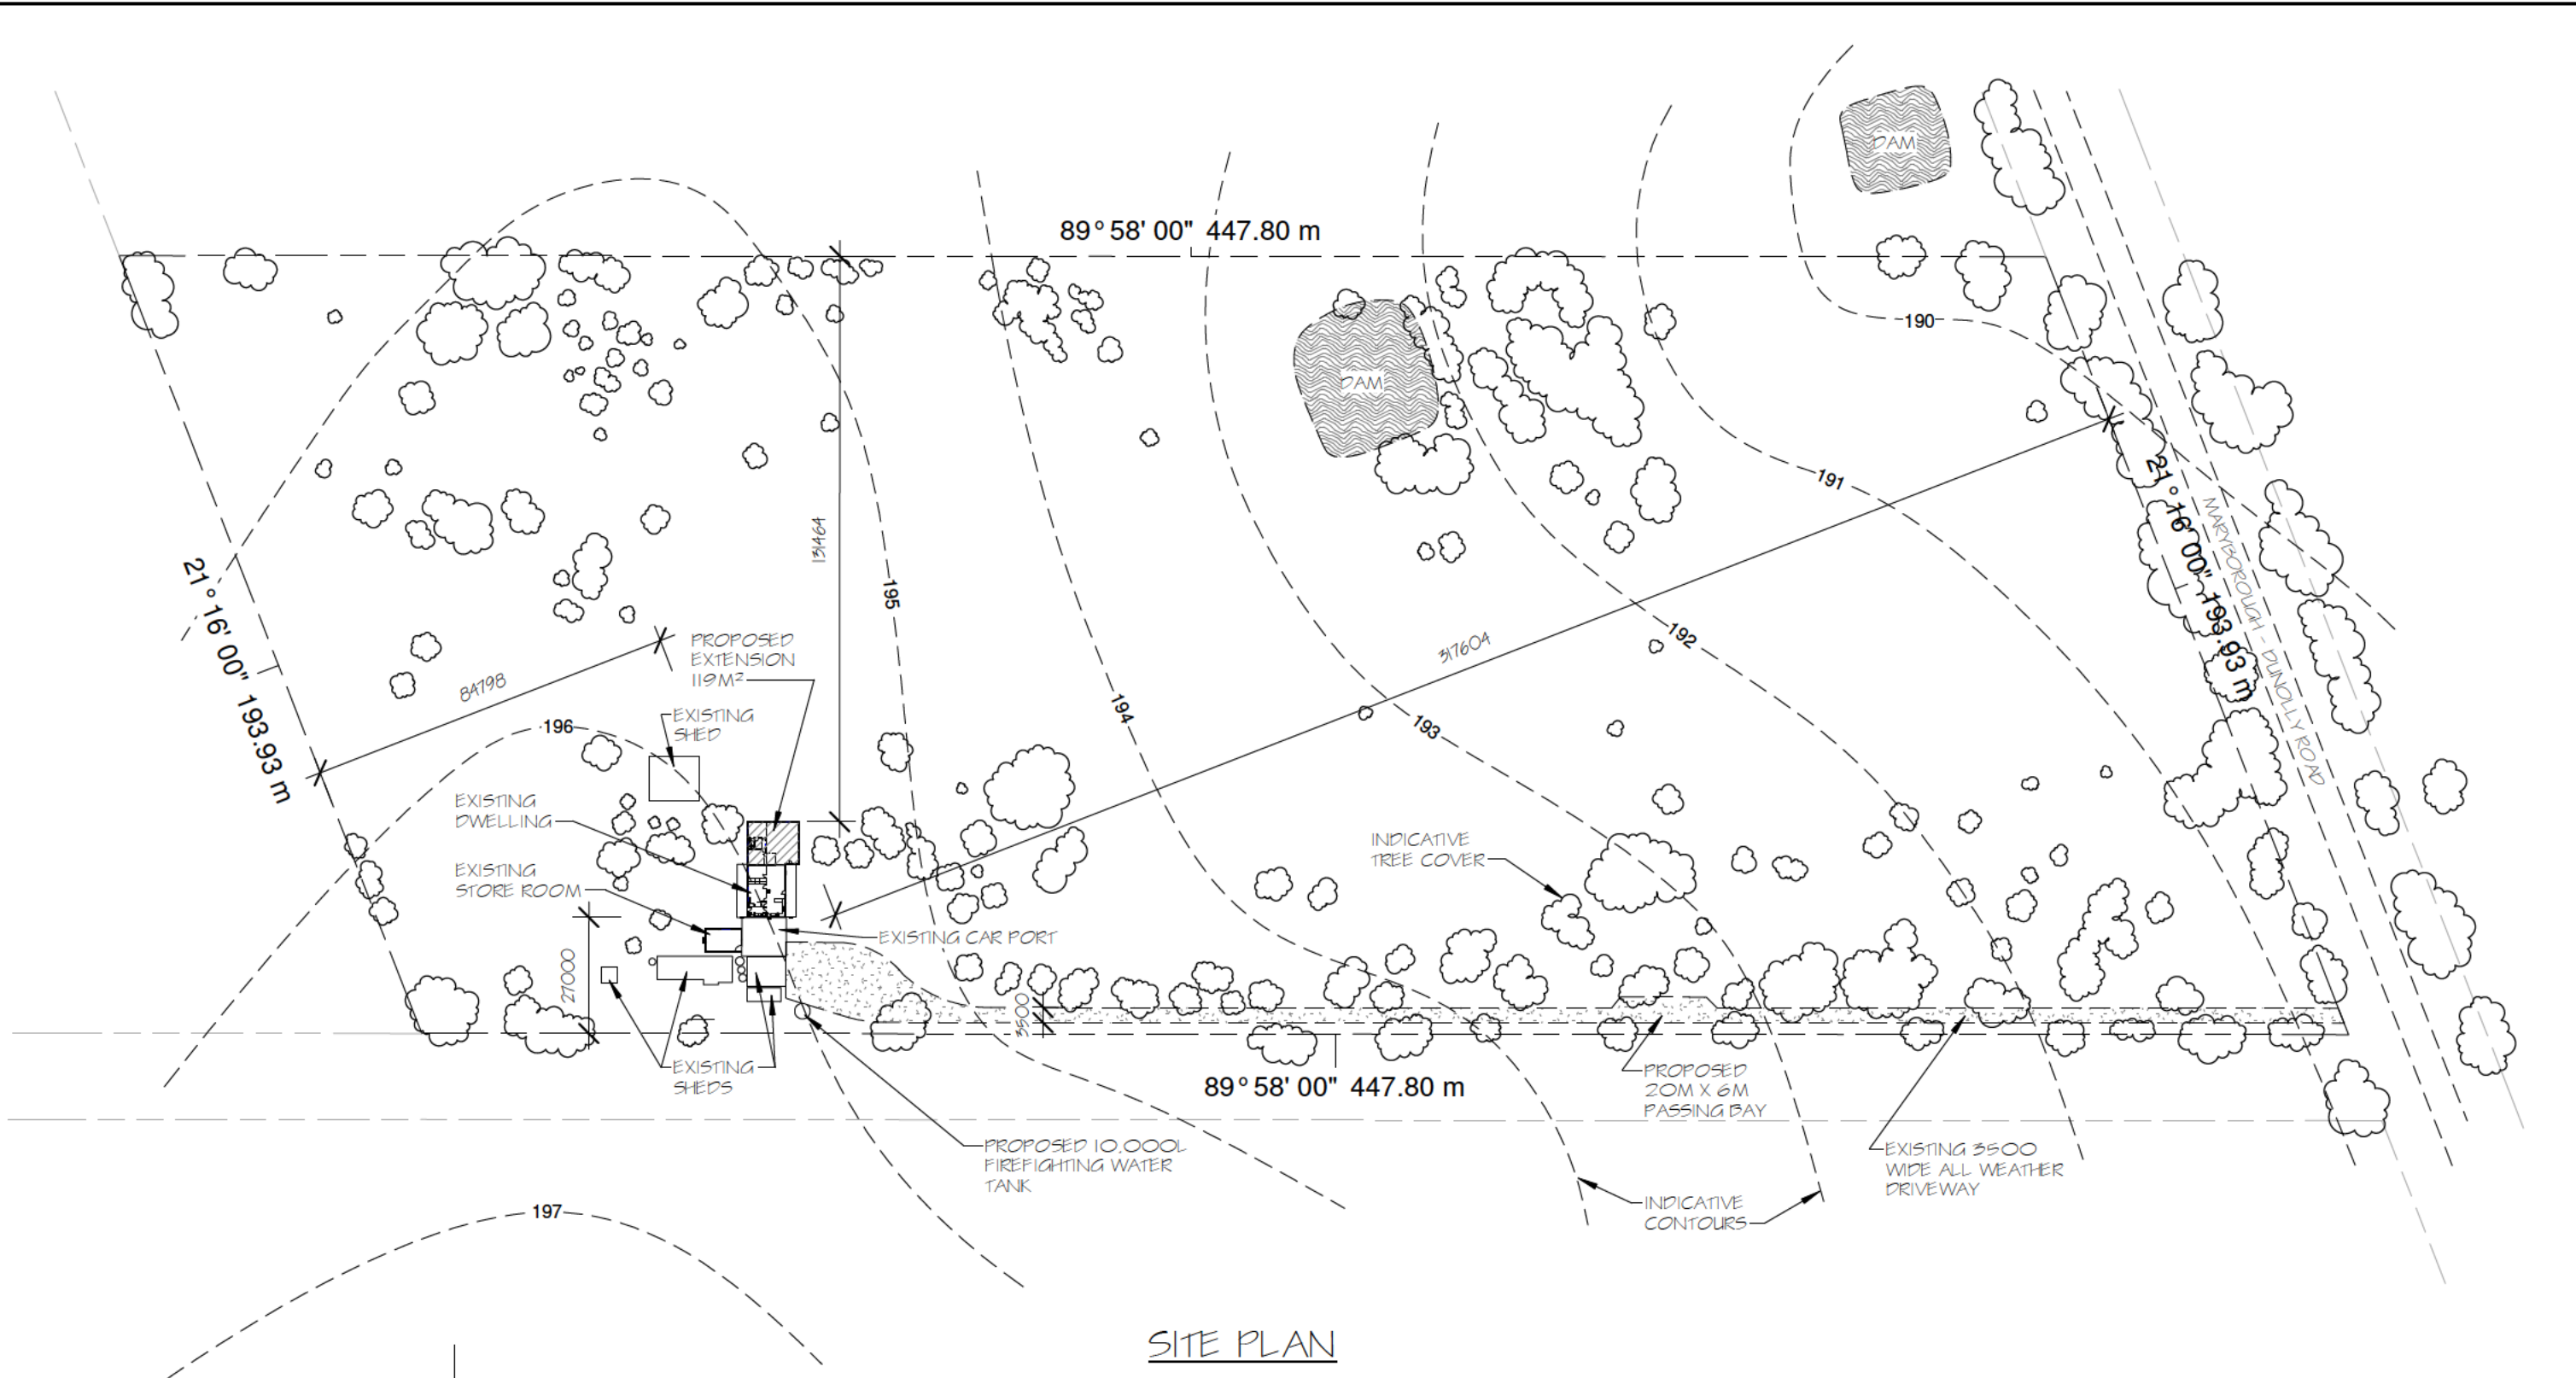 89° 58' 00" 447.80 m
DAM
DAM
190
191
21° 16' 00" 193.93 m
MARYBOROUGH - DUNOLLY ROAD
131464
195
21° 16' 00" 193.93 m
PROPOSED
EXTENSION
119M²
84798
317604
192
196
EXISTING
SHED
194
193
EXISTING
DWELLING
INDICATIVE
TREE COVER
EXISTING
STORE ROOM
EXISTING CAR PORT
27000
3500
EXISTING
SHEDS
89° 58' 00" 447.80 m
PROPOSED
20M X 6M
PASSING BAY
PROPOSED 10,000L
FIREFIGHTING WATER
TANK
EXISTING 3500
WIDE ALL WEATHER
DRIVEWAY
INDICATIVE
CONTOURS
197
SITE PLAN